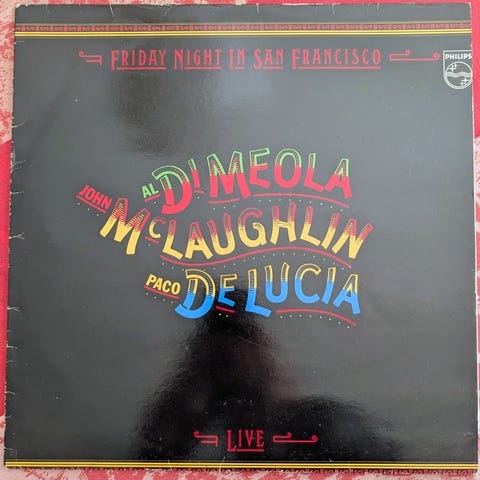 FRIDAY NIGHT IN SAN FRANCISCO
PHILIPS
AL DI MEOLA
JOHN MCLAUGHLIN
PACO DE LUCIA
LIVE